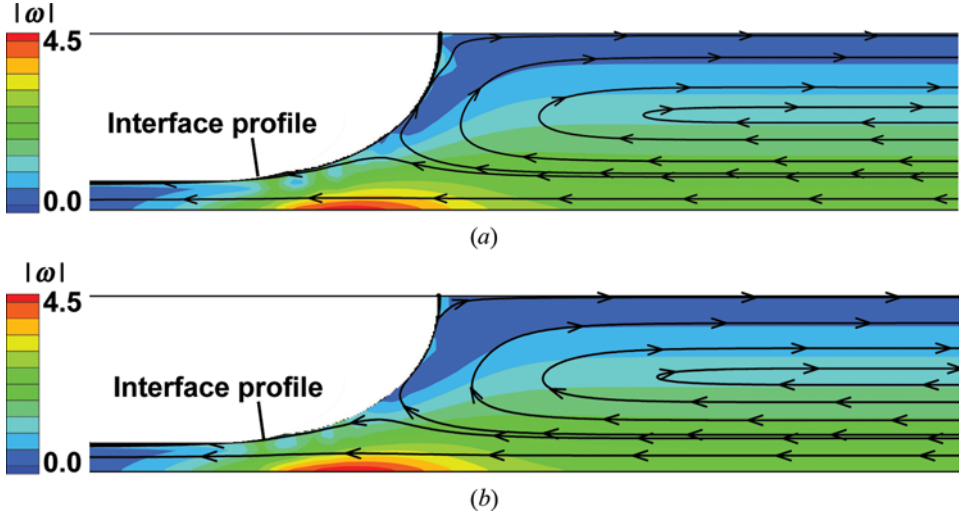 |ω|
4.5
Interface profile
0.0
(a)
|ω|
4.5
Interface profile
0.0
(b)